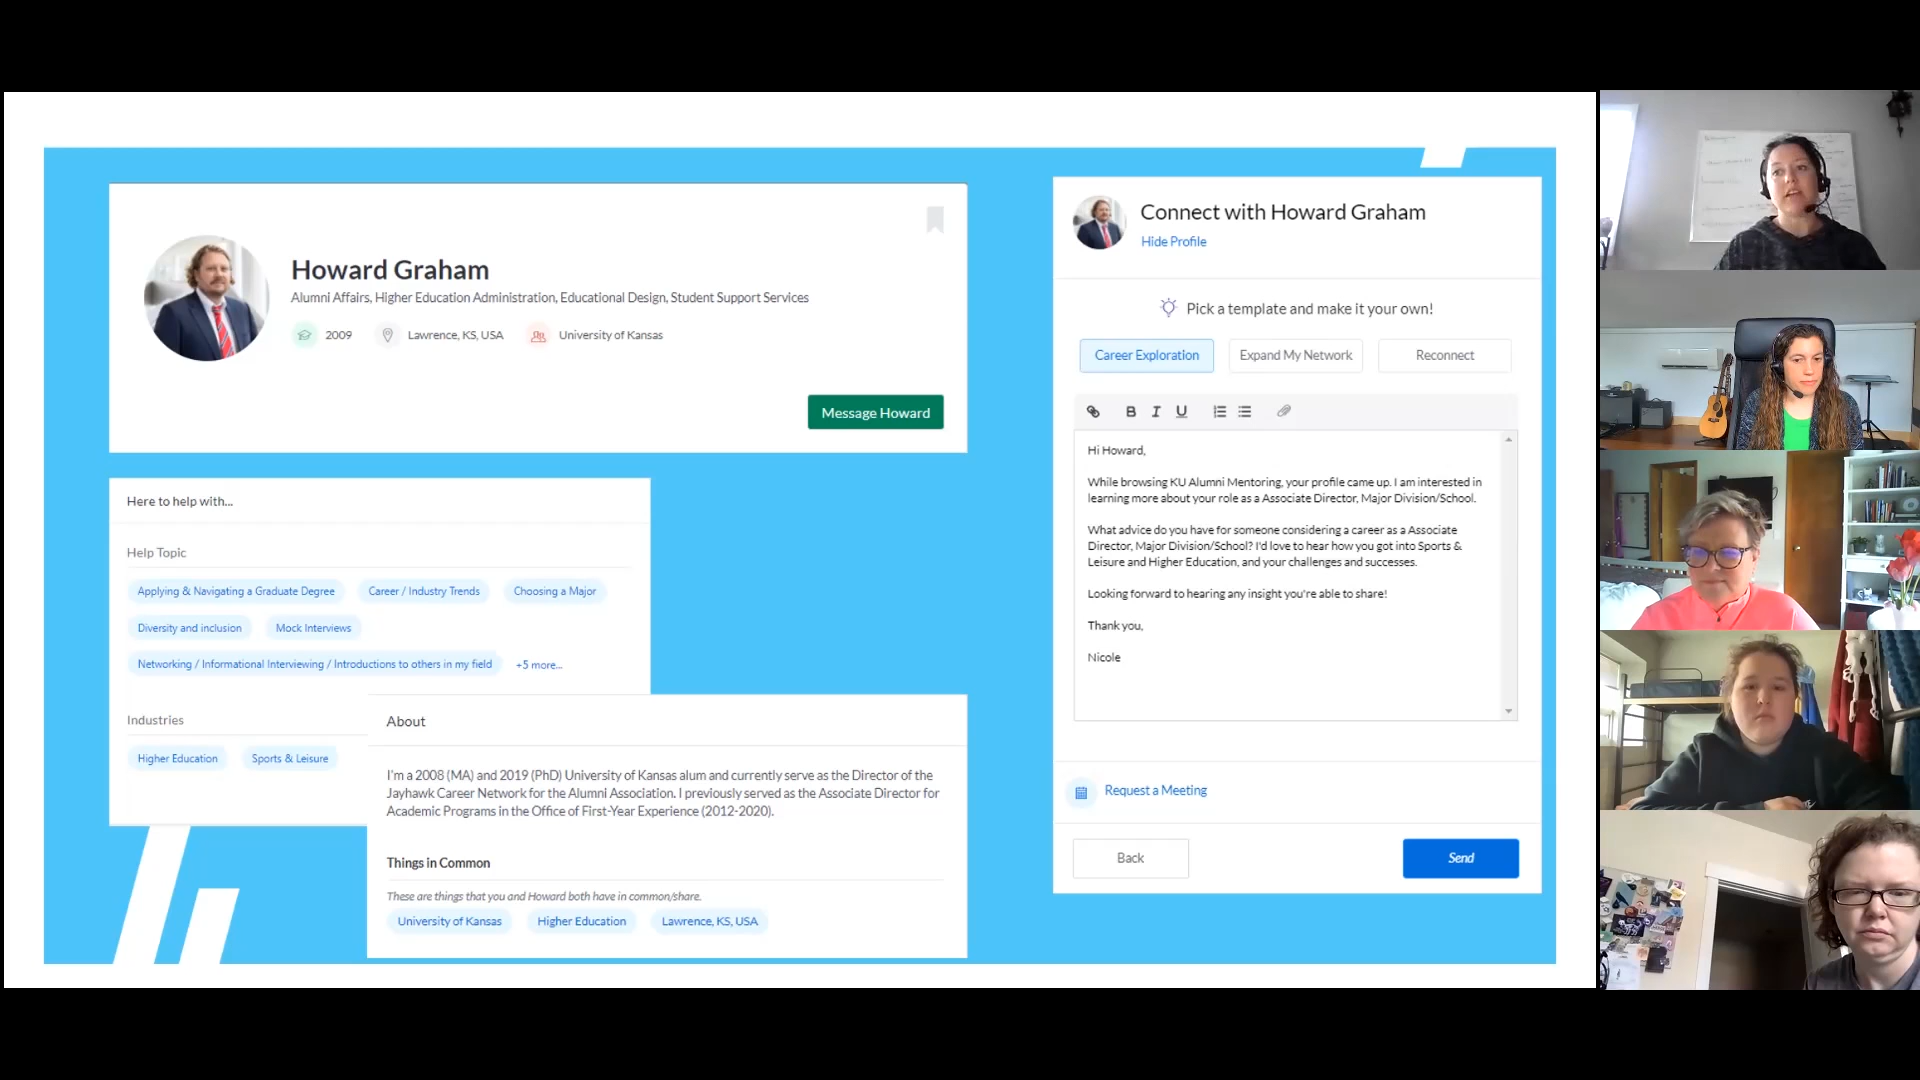 Howard Graham
Alumni Affairs, Higher Education Administration, Educational Design, Student Support Services
2009 Lawrence, KS, USA University of Kansas
Message Howard
Here to help with...
Help Topic
Applying & Navigating a Graduate Degree Career / Industry Trends Choosing a Major
Diversity and inclusion Mock Interviews
Networking / Informational Interviewing / Introductions to others in my field +5 more...
Industries
Higher Education Sports & Leisure
About
I'm a 2008 (MA) and 2019 (PhD) University of Kansas alum and currently serve as the Director of the
Jayhawk Career Network for the Alumni Association. I previously served as the Associate Director for
Academic Programs in the Office of First-Year Experience (2012-2020).
Things in Common
These are things that you and Howard both have in common/share.
University of Kansas Higher Education Lawrence, KS, USA
Connect with Howard Graham
Hide Profile
Pick a template and make it your own!
Career Exploration Expand My Network Reconnect
B I U
Hi Howard,
While browsing KU Alumni Mentoring, your profile came up. I am interested in
learning more about your role as a Associate Director, Major Division/School.
What advice do you have for someone considering a career as a Associate
Director, Major Division/School? I'd love to hear how you got into Sports &
Leisure and Higher Education, and your challenges and successes.
Looking forward to hearing any insight you're able to share!
Thank you,
Nicole
Request a Meeting
Back Send